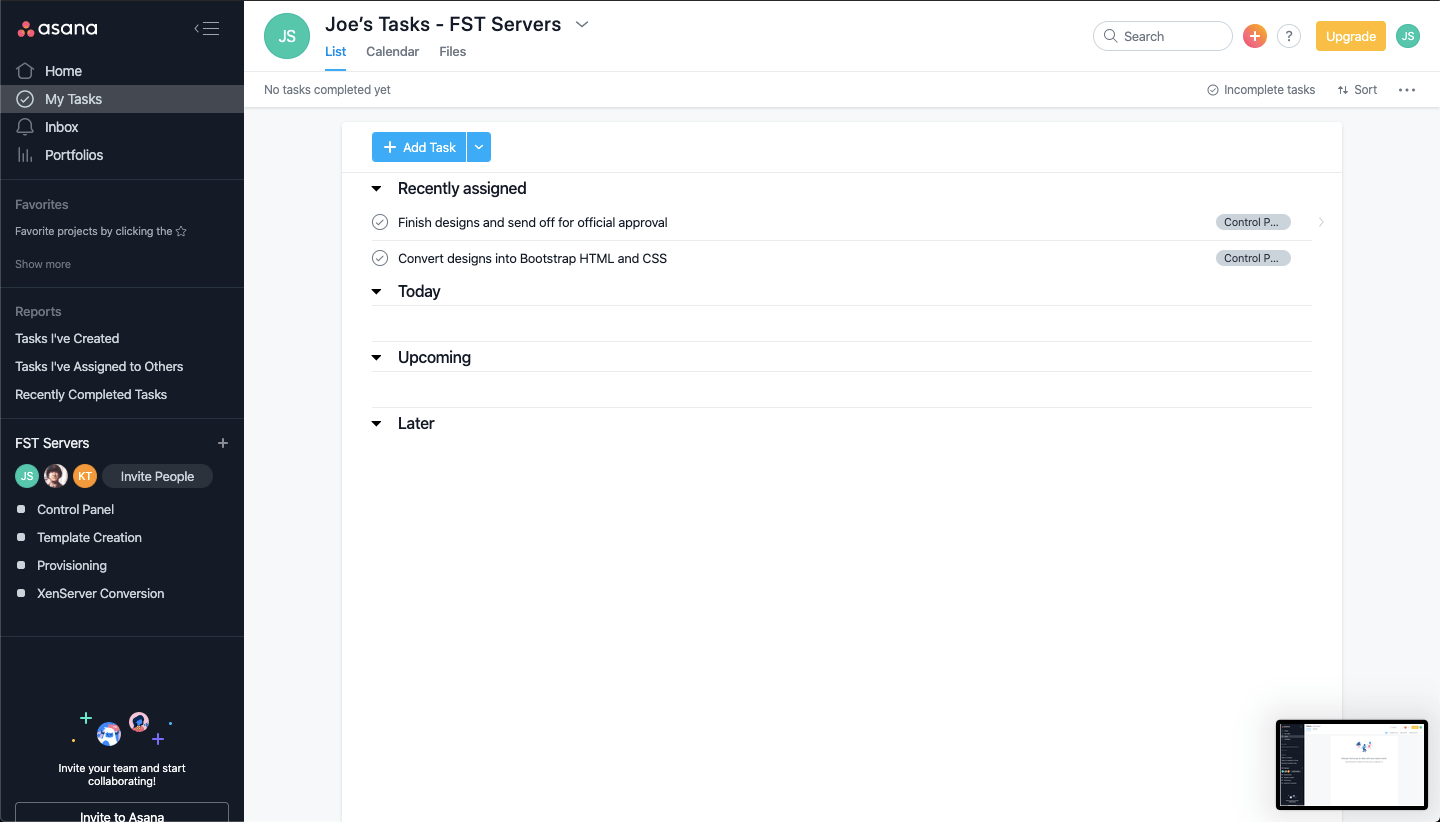 asana
Home
My Tasks
Inbox
Portfolios
Favorites
Favorite projects by clicking the
Show more
Reports
Tasks I've Created
Tasks I've Assigned to Others
Recently Completed Tasks
FST Servers
JS
KT
Invite People
Control Panel
Template Creation
Provisioning
XenServer Conversion
Invite your team and start
collaborating!
Invite to Asana
JS
Joe’s Tasks - FST Servers
List Calendar Files
Search
?
Upgrade
JS
No tasks completed yet
Incomplete tasks
Sort
Add Task
Recently assigned
Finish designs and send off for official approval
Control P...
Convert designs into Bootstrap HTML and CSS
Control P...
Today
Upcoming
Later